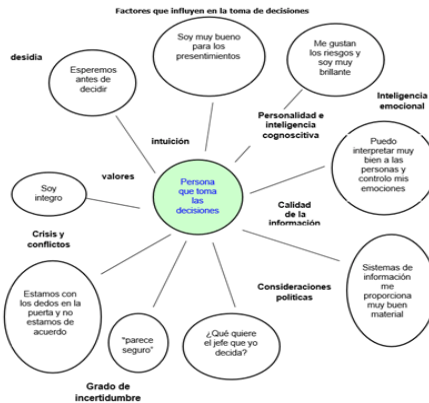 Factores que influyen en la toma de decisiones
desidia
Esperemos
antes de
decidir
Soy muy bueno
para los
presentimientos
Me gustan
los riesgos y
soy muy
brillante
Inteligencia
emocional
Personalidad e
inteligencia
cognoscitiva
intuición
Puedo
interpretar muy
bien a las
personas y
controlo mis
emociones
valores
Soy
integro
Persona
que toma
las
decisiones
Calidad
de la
información
Crisis y
conflictos
Estamos con
los dedos en la
puerta y no
estamos de
acuerdo
Consideraciones
políticas
Sistemas de
información
me
proporciona
muy buen
material
"parece
seguro"
¿Qué quiere
el jefe que yo
decida?
Grado de
incertidumbre